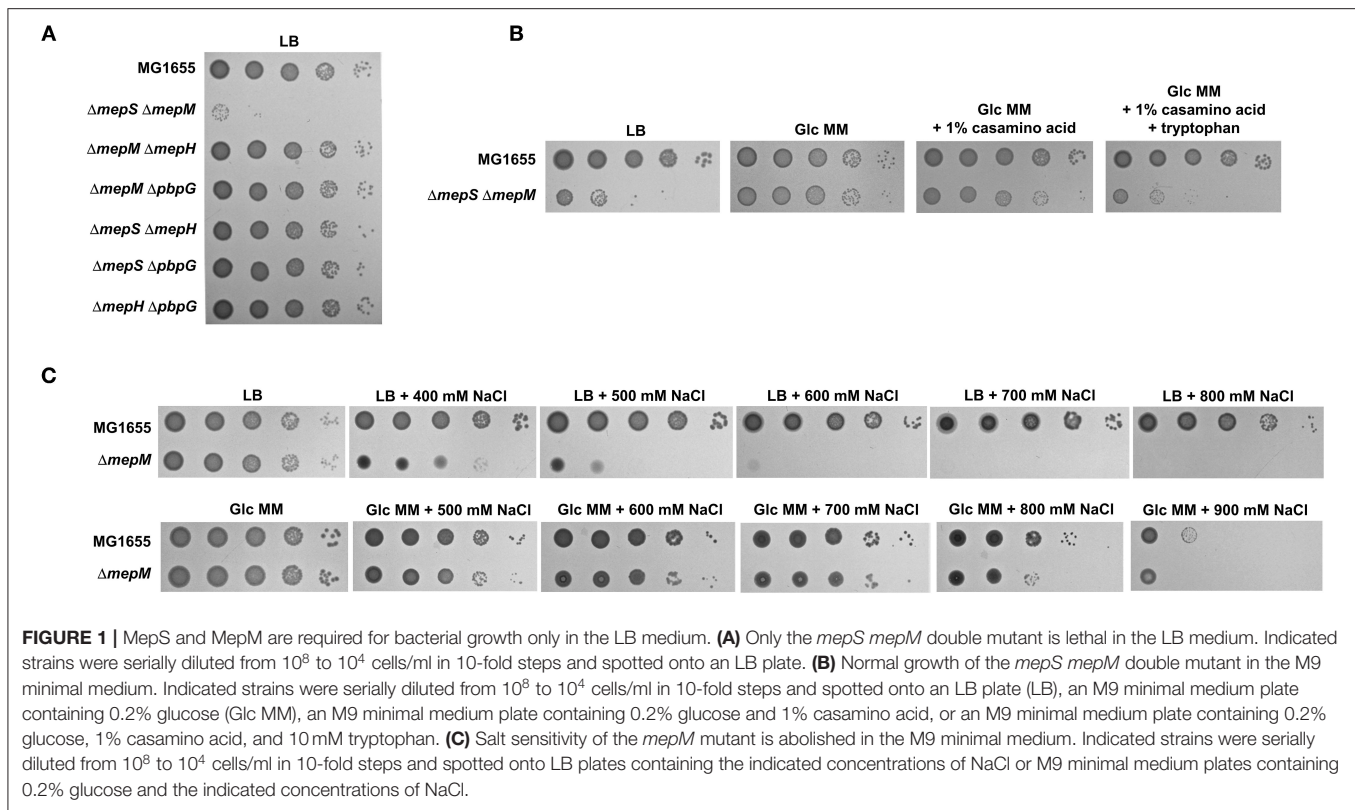 A
LB
MG1655
ΔmepS ΔmepM
ΔmepM ΔmepH
ΔmepM ΔpbpG
ΔmepS ΔmepH
ΔmepS ΔpbpG
ΔmepH ΔpbpG
B
LB
Glc MM
Glc MM
+ 1% casamino acid
Glc MM
+ 1% casamino acid
+ tryptophan
MG1655
ΔmepS ΔmepM
C
LB
LB + 400 mM NaCl
LB + 500 mM NaCl
LB + 600 mM NaCl
LB + 700 mM NaCl
LB + 800 mM NaCl
MG1655
ΔmepM
Glc MM
Glc MM + 500 mM NaCl
Glc MM + 600 mM NaCl
Glc MM + 700 mM NaCl
Glc MM + 800 mM NaCl
Glc MM + 900 mM NaCl
MG1655
ΔmepM
FIGURE 1 | MepS and MepM are required for bacterial growth only in the LB medium. (A) Only the mepS mepM double mutant is lethal in the LB medium. Indicated
strains were serially diluted from 10⁸ to 10⁴ cells/ml in 10-fold steps and spotted onto an LB plate. (B) Normal growth of the mepS mepM double mutant in the M9
minimal medium. Indicated strains were serially diluted from 10⁸ to 10⁴ cells/ml in 10-fold steps and spotted onto an LB plate (LB), an M9 minimal medium plate
containing 0.2% glucose (Glc MM), an M9 minimal medium plate containing 0.2% glucose and 1% casamino acid, or an M9 minimal medium plate containing 0.2%
glucose, 1% casamino acid, and 10 mM tryptophan. (C) Salt sensitivity of the mepM mutant is abolished in the M9 minimal medium. Indicated strains were serially
diluted from 10⁸ to 10⁴ cells/ml in 10-fold steps and spotted onto LB plates containing the indicated concentrations of NaCl or M9 minimal medium plates containing
0.2% glucose and the indicated concentrations of NaCl.